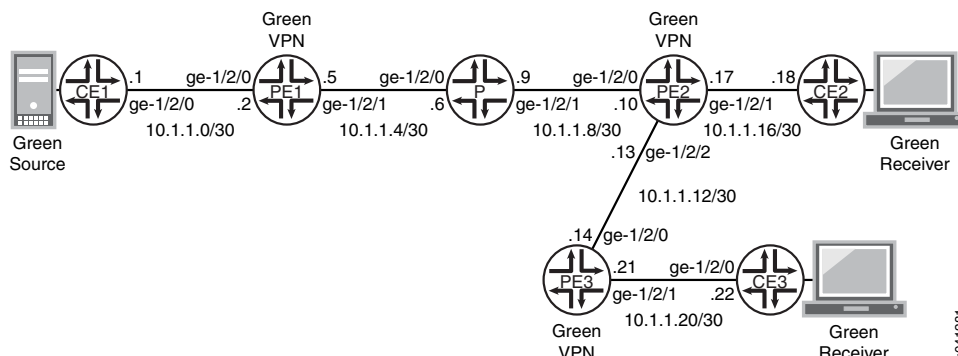 Green
VPN
Green
VPN
.1
ge-1/2/0
.5
ge-1/2/0
.9
ge-1/2/0
.17
.18
CE1
PE1
P
PE2
CE2
ge-1/2/0
.2
ge-1/2/1
.6
ge-1/2/1
.10
ge-1/2/1
10.1.1.0/30
10.1.1.4/30
10.1.1.8/30
10.1.1.16/30
Green
Source
Green
Receiver
.13
ge-1/2/2
10.1.1.12/30
.14
ge-1/2/0
.21
ge-1/2/0
PE3
CE3
ge-1/2/1
.22
10.1.1.20/30
Green
VPN
Green
Receiver